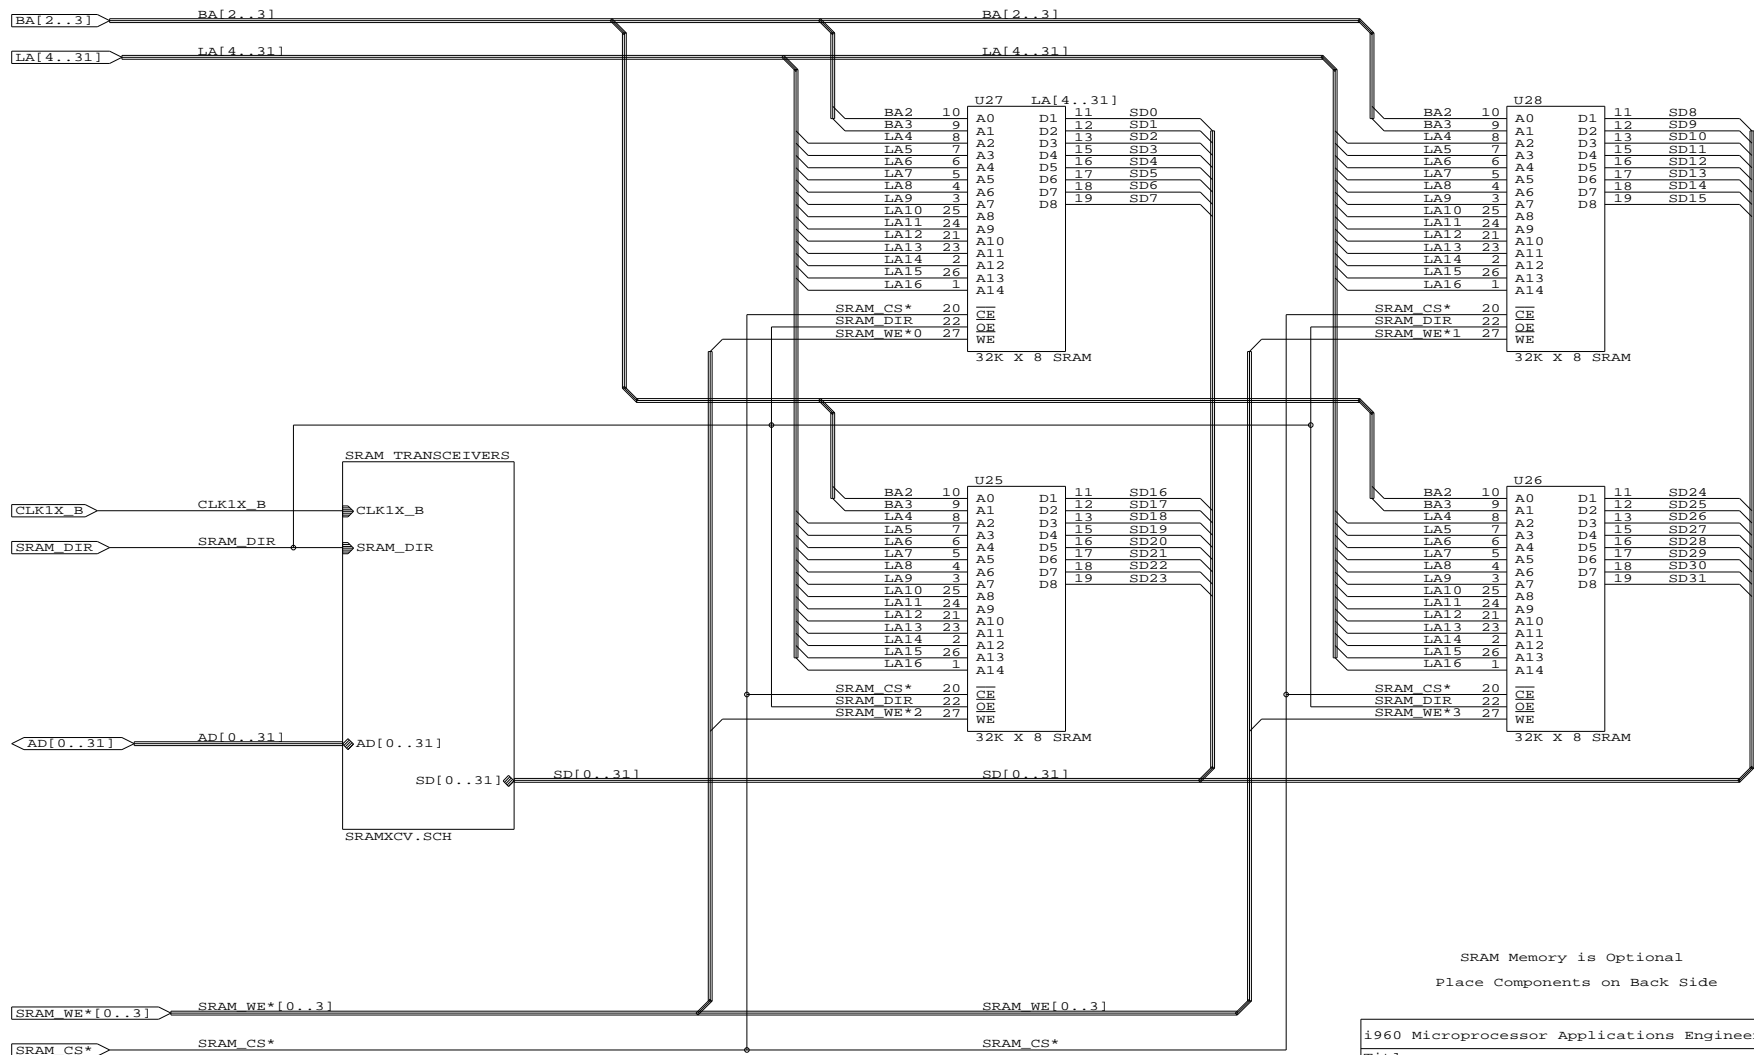 BA[2..3] BA[2..3] BA[2..3]
LA[4..31] LA[4..31] LA[4..31]
U27 LA[4..31]
BA2 10 A0 D1 11 SD0
BA3 9 A1 D2 12 SD1
LA4 8 A2 D3 13 SD2
LA5 7 A3 D4 15 SD3
LA6 6 A4 D5 16 SD4
LA7 5 A5 D6 17 SD5
LA8 4 A6 D7 18 SD6
LA9 3 A7 D8 19 SD7
LA10 25 A8
LA11 24 A9
LA12 21 A10
LA13 23 A11
LA14 2 A12
LA15 26 A13
LA16 1 A14
SRAM_CS* 20 CE
SRAM_DIR 22 OE
SRAM_WE*0 27 WE
32K X 8 SRAM
U28
BA2 10 A0 D1 11 SD8
BA3 9 A1 D2 12 SD9
LA4 8 A2 D3 13 SD10
LA5 7 A3 D4 15 SD11
LA6 6 A4 D5 16 SD12
LA7 5 A5 D6 17 SD13
LA8 4 A6 D7 18 SD14
LA9 3 A7 D8 19 SD15
LA10 25 A8
LA11 24 A9
LA12 21 A10
LA13 23 A11
LA14 2 A12
LA15 26 A13
LA16 1 A14
SRAM_CS* 20 CE
SRAM_DIR 22 OE
SRAM_WE*1 27 WE
32K X 8 SRAM
SRAM TRANSCEIVERS
CLK1X_B CLK1X_B CLK1X_B
SRAM_DIR SRAM_DIR SRAM_DIR
AD[0..31] AD[0..31] AD[0..31]
SD[0..31] SD[0..31] SD[0..31]
SRAMXCV.SCH
U25
BA2 10 A0 D1 11 SD16
BA3 9 A1 D2 12 SD17
LA4 8 A2 D3 13 SD18
LA5 7 A3 D4 15 SD19
LA6 6 A4 D5 16 SD20
LA7 5 A5 D6 17 SD21
LA8 4 A6 D7 18 SD22
LA9 3 A7 D8 19 SD23
LA10 25 A8
LA11 24 A9
LA12 21 A10
LA13 23 A11
LA14 2 A12
LA15 26 A13
LA16 1 A14
SRAM_CS* 20 CE
SRAM_DIR 22 OE
SRAM_WE*2 27 WE
32K X 8 SRAM
U26
BA2 10 A0 D1 11 SD24
BA3 9 A1 D2 12 SD25
LA4 8 A2 D3 13 SD26
LA5 7 A3 D4 15 SD27
LA6 6 A4 D5 16 SD28
LA7 5 A5 D6 17 SD29
LA8 4 A6 D7 18 SD30
LA9 3 A7 D8 19 SD31
LA10 25 A8
LA11 24 A9
LA12 21 A10
LA13 23 A11
LA14 2 A12
LA15 26 A13
LA16 1 A14
SRAM_CS* 20 CE
SRAM_DIR 22 OE
SRAM_WE*3 27 WE
32K X 8 SRAM
SRAM Memory is Optional
Place Components on Back Side
SRAM_WE*[0..3] SRAM_WE*[0..3] SRAM_WE[0..3]
SRAM_CS* SRAM_CS* SRAM_CS*
i960 Microprocessor Applications